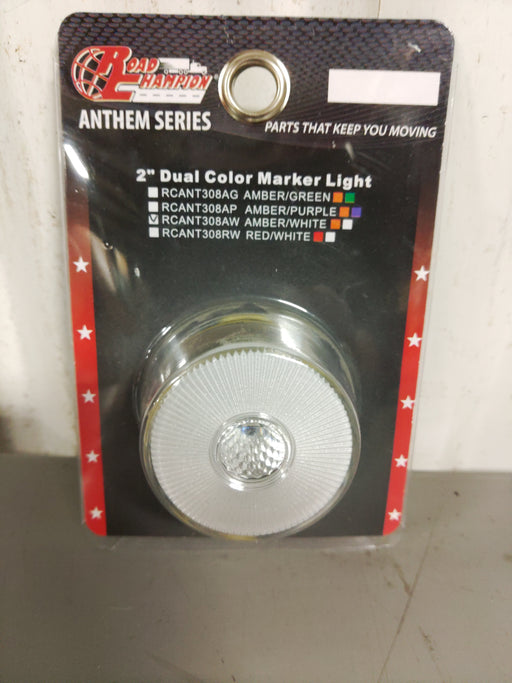 ROAD
CHAMPION
ANTHEM SERIES
PARTS THAT KEEP YOU MOVING
2" Dual Color Marker Light
RCANT308AG AMBER/GREEN
RCANT308AP AMBER/PURPLE
RCANT308AW AMBER/WHITE
RCANT308RW RED/WHITE